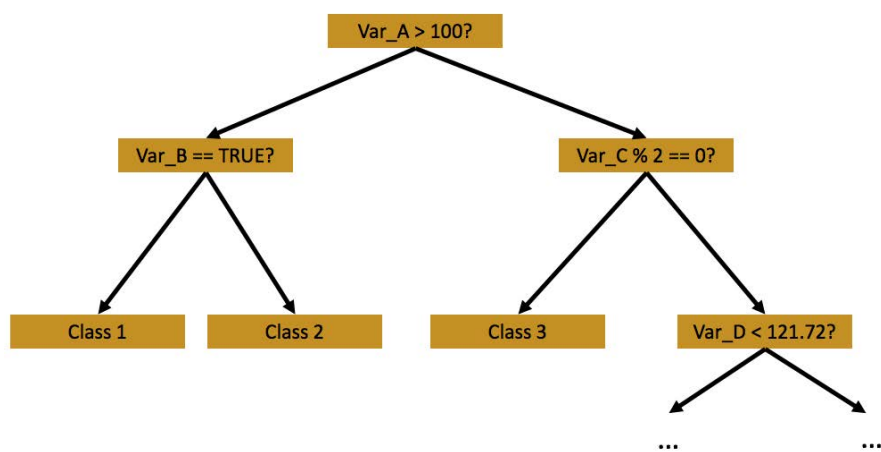 Var_A > 100?
Var_B == TRUE?
Var_C % 2 == 0?
Class 1
Class 2
Class 3
Var_D < 121.72?
...
...